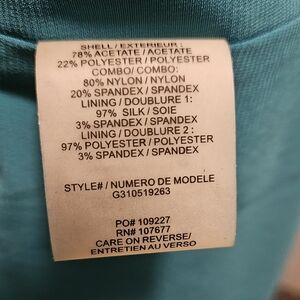 SHELL / EXTERIEUR :
78% ACETATE / ACETATE
22% POLYESTER / POLYESTER
COMBO / COMBO:
80% NYLON / NYLON
20% SPANDEX / SPANDEX
LINING / DOUBLURE 1 :
97% SILK / SOIE
3% SPANDEX / SPANDEX
LINING / DOUBLURE 2 :
97% POLYESTER / POLYESTER
3% SPANDEX / SPANDEX
STYLE# / NUMERO DE MODELE
G310519263
PO# 109227
RN# 107677
CARE ON REVERSE/
ENTRETIEN AU VERSO